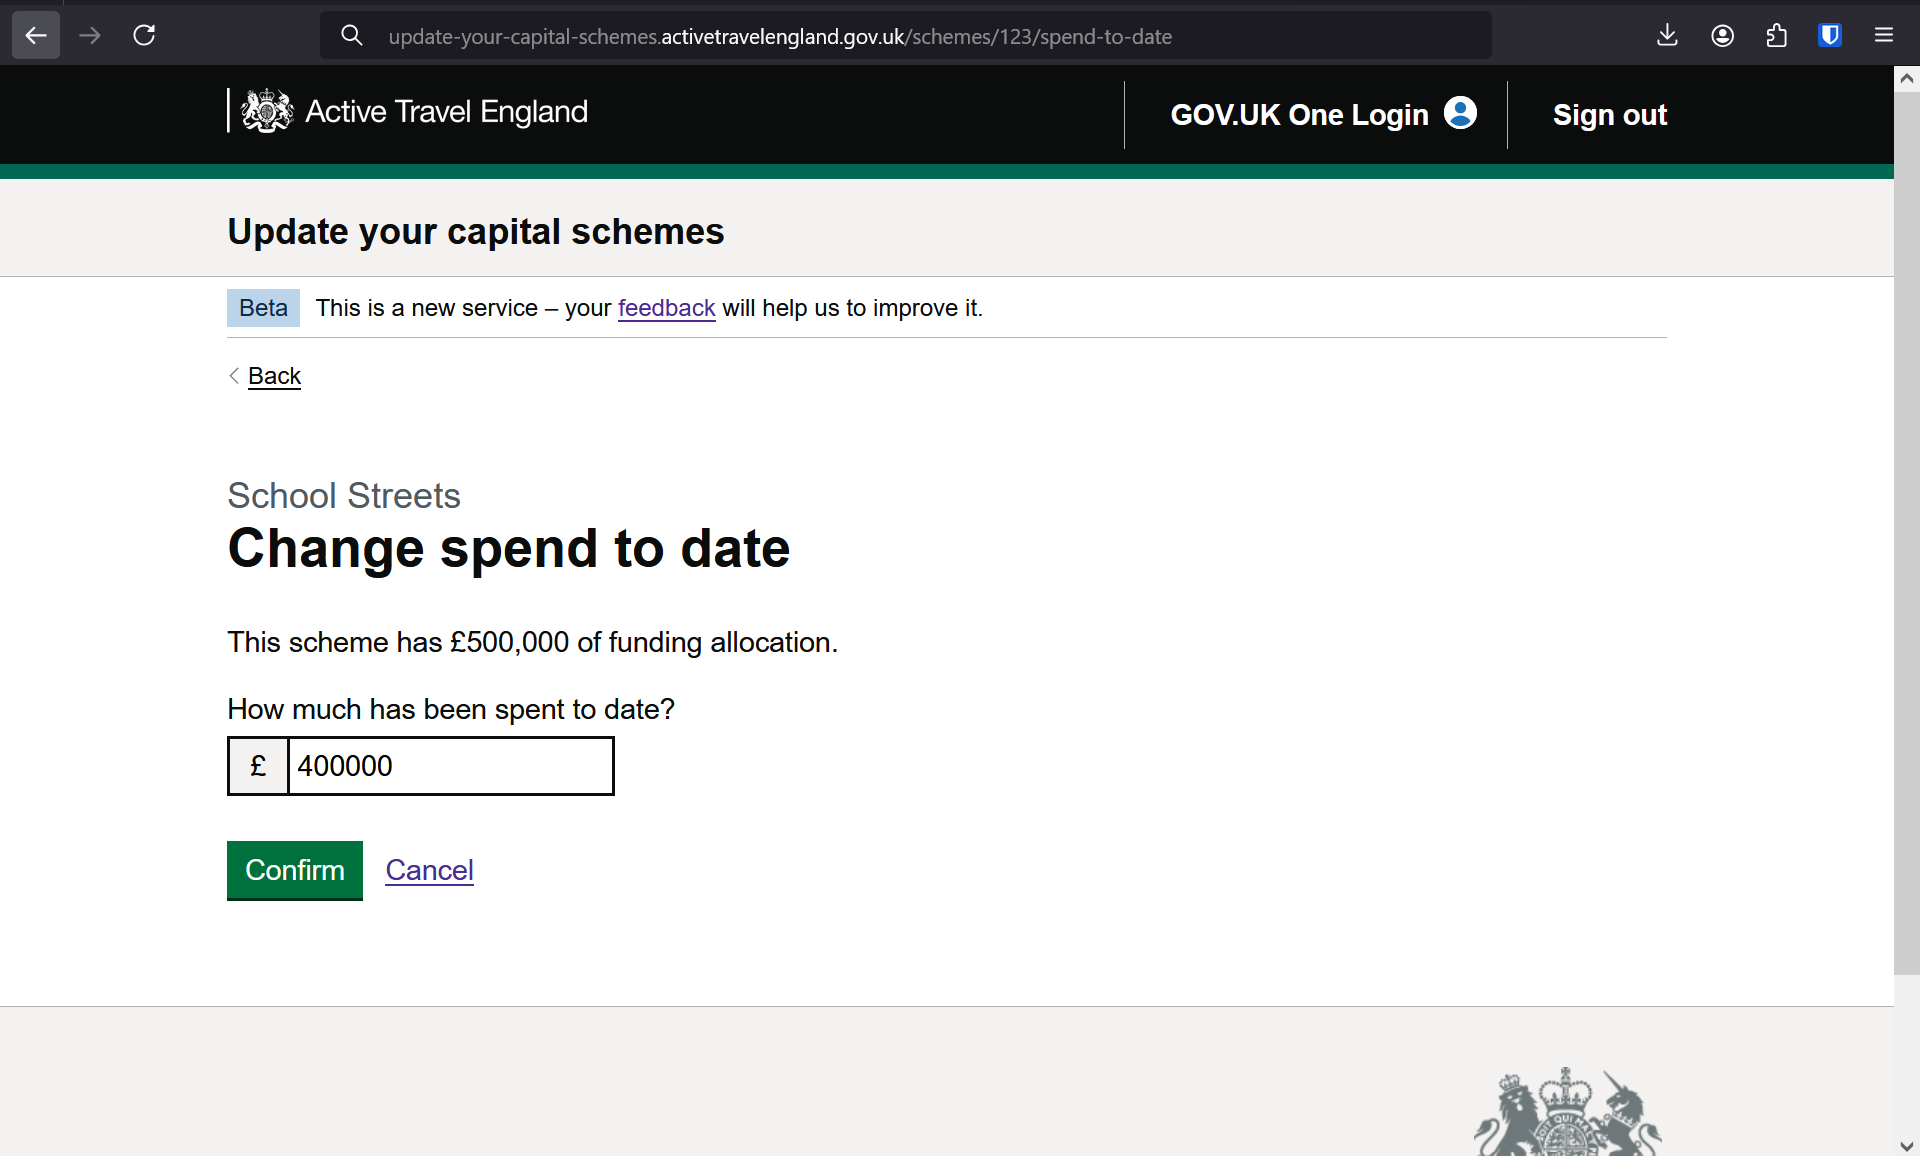 update-your-capital-schemes.activetravelengland.gov.uk/schemes/123/spend-to-date
Active Travel England
GOV.UK One Login
Sign out
Update your capital schemes
Beta
This is a new service – your feedback will help us to improve it.
Back
School Streets
Change spend to date
This scheme has £500,000 of funding allocation.
How much has been spent to date?
£ 400000
Confirm
Cancel